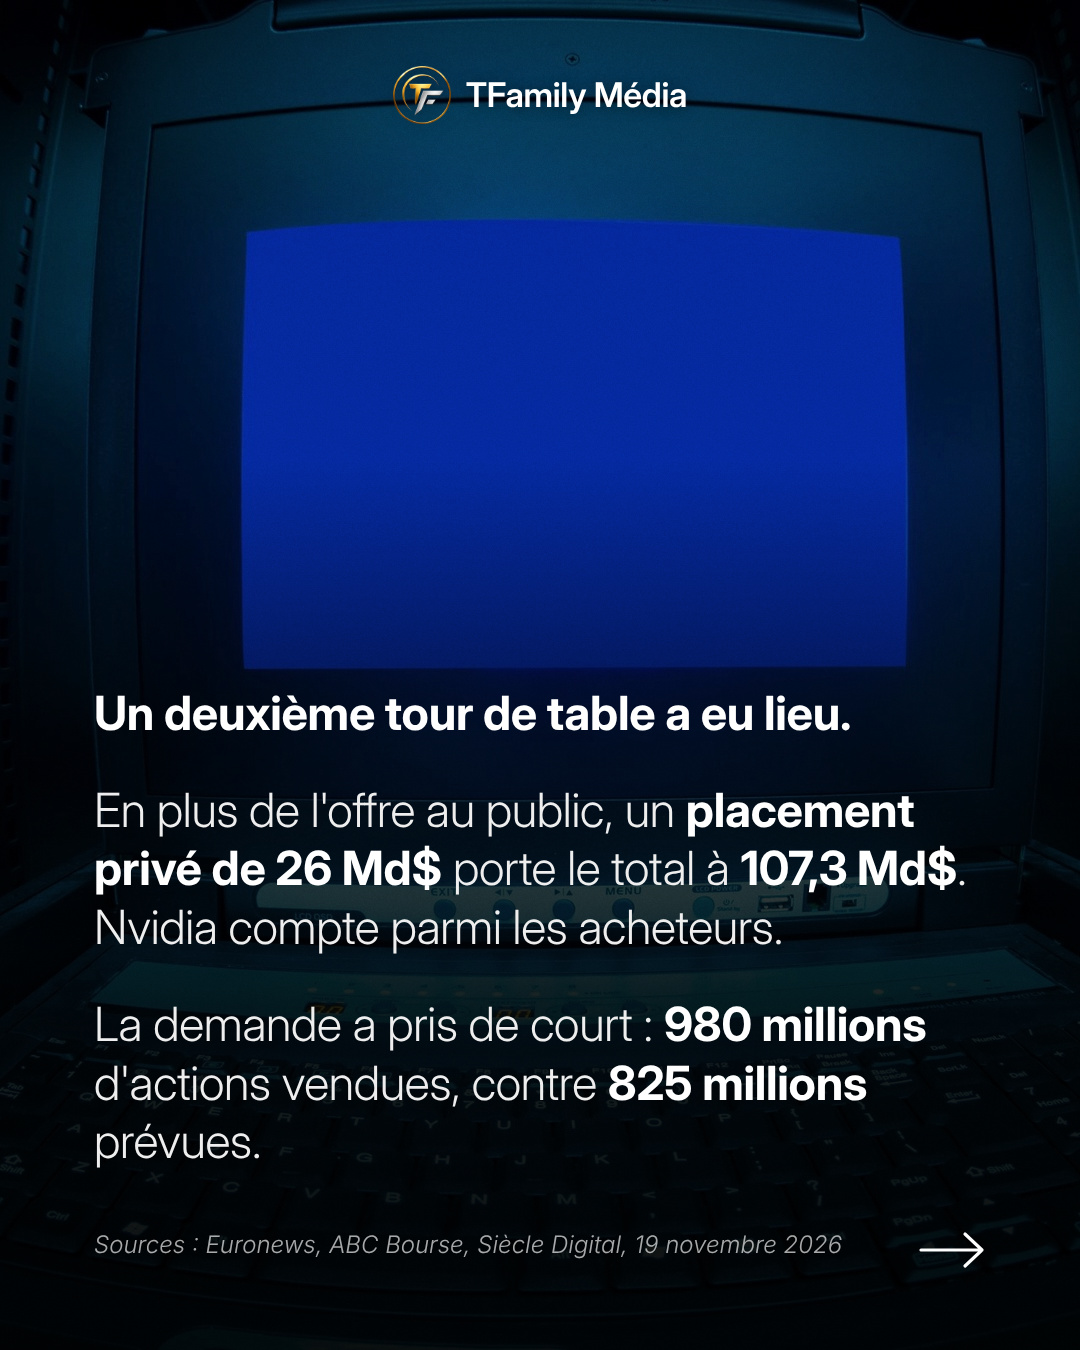 TFamily Média
Un deuxième tour de table a eu lieu.
En plus de l'offre au public, un placement
privé de 26 Md$ porte le total à 107,3 Md$.
EXIT MENU
Nvidia compte parmi les acheteurs.
La demande a pris de court : 980 millions
d'actions vendues, contre 825 millions
prévues.
Sources : Euronews, ABC Bourse, Siècle Digital, 19 novembre 2026